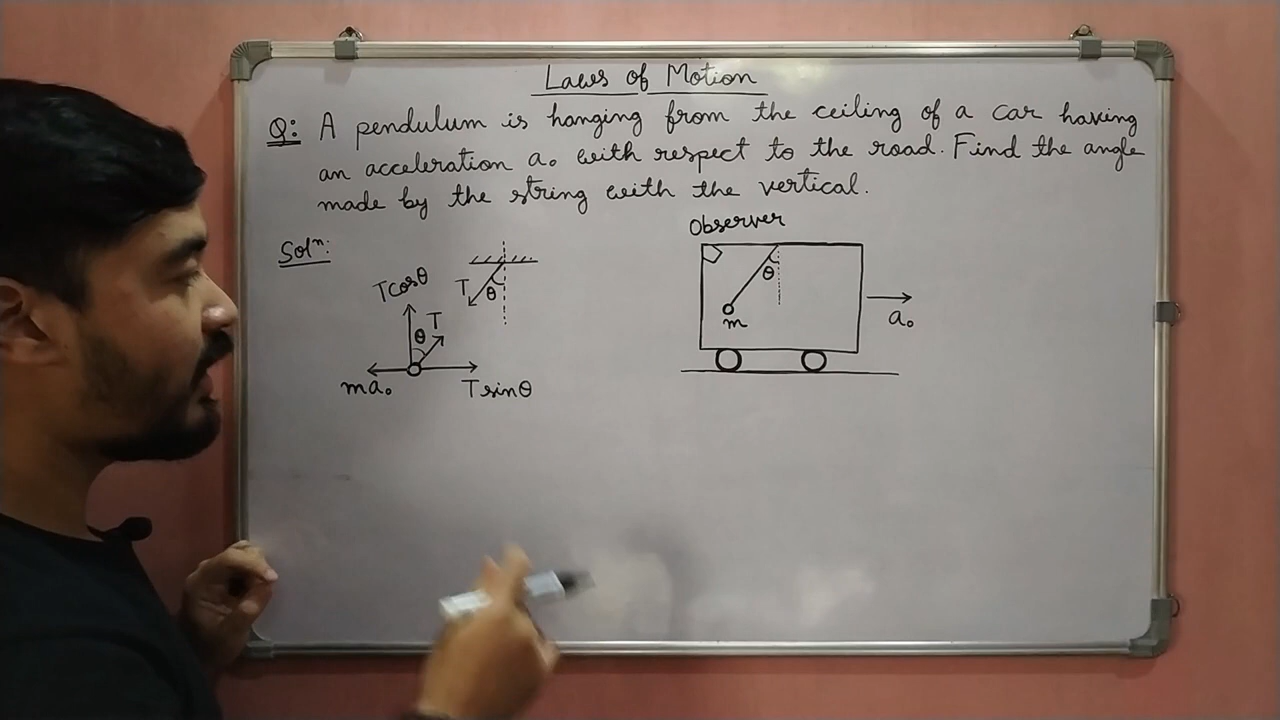 Laws of Motion
Q: A pendulum is hanging from the ceiling of a car having
an acceleration a₀ with respect to the road. Find the angle
made by the string with the vertical.
Observer
Solⁿ:
Tcosθ
T
θ
T
θ
ma₀
Tsinθ
θ
m
a₀